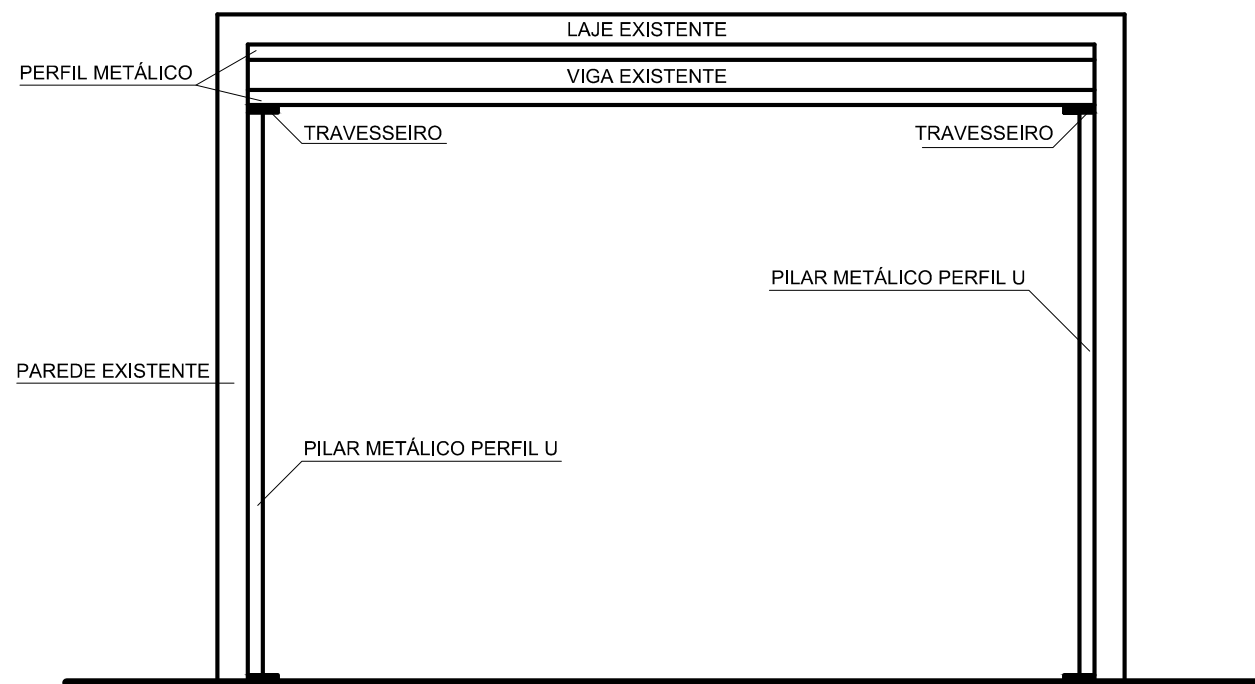 LAJE EXISTENTE
PERFIL METÁLICO
VIGA EXISTENTE
TRAVESSEIRO
TRAVESSEIRO
PILAR METÁLICO PERFIL U
PAREDE EXISTENTE
PILAR METÁLICO PERFIL U